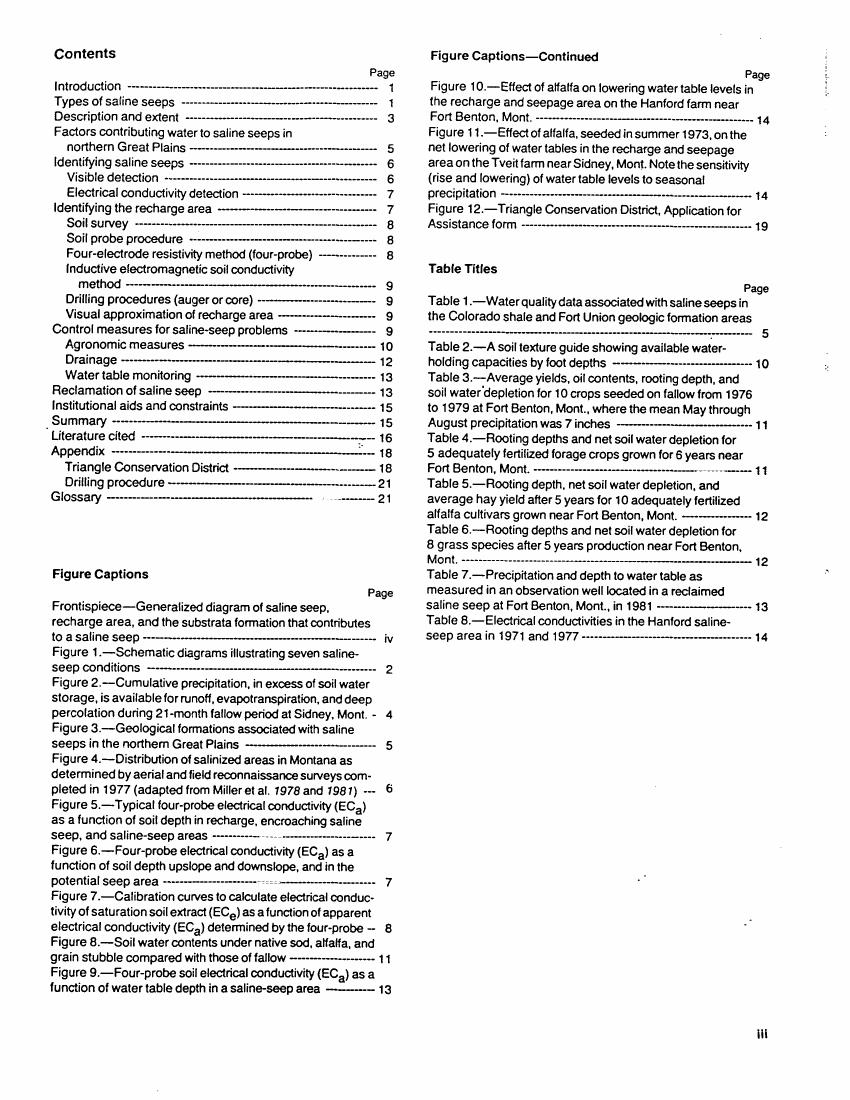 Contents
Page
Introduction ------------------------------------------------------------ 1
Types of saline seeps ----------------------------------------------- 1
Description and extent ---------------------------------------------- 3
Factors contributing water to saline seeps in
northern Great Plains --------------------------------------------- 5
Identifying saline seeps --------------------------------------------- 6
Visible detection --------------------------------------------------- 6
Electrical conductivity detection -------------------------------- 7
Identifying the recharge area -------------------------------------- 7
Soil survey ---------------------------------------------------------- 8
Soil probe procedure --------------------------------------------- 8
Four-electrode resistivity method (four-probe) -------------- 8
Inductive electromagnetic soil conductivity
method ------------------------------------------------------------ 9
Drilling procedures (auger or core) ---------------------------- 9
Visual approximation of recharge area ----------------------- 9
Control measures for saline-seep problems ------------------- 9
Agronomic measures --------------------------------------------- 10
Drainage ------------------------------------------------------------- 12
Water table monitoring ------------------------------------------- 13
Reclamation of saline seep ---------------------------------------- 13
Institutional aids and constraints ---------------------------------- 15
Summary --------------------------------------------------------------- 15
Literature cited -------------------------------------------------------- 16
Appendix --------------------------------------------------------------- 18
Triangle Conservation District ---------------------------------- 18
Drilling procedure -------------------------------------------------- 21
Glossary ---------------------------------------------------------------- 21
Figure Captions
Page
Frontispiece—Generalized diagram of saline seep,
recharge area, and the substrata formation that contributes
to a saline seep -------------------------------------------------------- iv
Figure 1.—Schematic diagrams illustrating seven saline-
seep conditions ------------------------------------------------------- 2
Figure 2.—Cumulative precipitation, in excess of soil water
storage, is available for runoff, evapotranspiration, and deep
percolation during 21-month fallow period at Sidney, Mont. - 4
Figure 3.—Geological formations associated with saline
seeps in the northern Great Plains ------------------------------- 5
Figure 4.—Distribution of salinized areas in Montana as
determined by aerial and field reconnaissance surveys com-
pleted in 1977 (adapted from Miller et al. 1978 and 1981) --- 6
Figure 5.—Typical four-probe electrical conductivity (ECa)
as a function of soil depth in recharge, encroaching saline
seep, and saline-seep areas --------------------------------------- 7
Figure 6.—Four-probe electrical conductivity (ECa) as a
function of soil depth upslope and downslope, and in the
potential seep area --------------------------------------------------- 7
Figure 7.—Calibration curves to calculate electrical conduc-
tivity of saturation soil extract (ECe) as a function of apparent
electrical conductivity (ECa) determined by the four-probe -- 8
Figure 8.—Soil water contents under native sod, alfalfa, and
grain stubble compared with those of fallow -------------------- 11
Figure 9.—Four-probe soil electrical conductivity (ECa) as a
function of water table depth in a saline-seep area ------------ 13
Figure Captions—Continued
Page
Figure 10.—Effect of alfalfa on lowering water table levels in
the recharge and seepage area on the Hanford farm near
Fort Benton, Mont. ---------------------------------------------------- 14
Figure 11.—Effect of alfalfa, seeded in summer 1973, on the
net lowering of water tables in the recharge and seepage
area on the Tveit farm near Sidney, Mont. Note the sensitivity
(rise and lowering) of water table levels to seasonal
precipitation ------------------------------------------------------------ 14
Figure 12.—Triangle Conservation District, Application for
Assistance form ------------------------------------------------------- 19
Table Titles
Page
Table 1.—Water quality data associated with saline seeps in
the Colorado shale and Fort Union geologic formation areas
----------------------------------------------------------------------------- 5
Table 2.—A soil texture guide showing available water-
holding capacities by foot depths --------------------------------- 10
Table 3.—Average yields, oil contents, rooting depth, and
soil water depletion for 10 crops seeded on fallow from 1976
to 1979 at Fort Benton, Mont., where the mean May through
August precipitation was 7 inches -------------------------------- 11
Table 4.—Rooting depths and net soil water depletion for
5 adequately fertilized forage crops grown for 6 years near
Fort Benton, Mont. ---------------------------------------------------- 11
Table 5.—Rooting depth, net soil water depletion, and
average hay yield after 5 years for 10 adequately fertilized
alfalfa cultivars grown near Fort Benton, Mont. ----------------- 12
Table 6.—Rooting depths and net soil water depletion for
8 grass species after 5 years production near Fort Benton,
Mont. --------------------------------------------------------------------- 12
Table 7.—Precipitation and depth to water table as
measured in an observation well located in a reclaimed
saline seep at Fort Benton, Mont., in 1981 ----------------------- 13
Table 8.—Electrical conductivities in the Hanford saline-
seep area in 1971 and 1977 ---------------------------------------- 14
iii